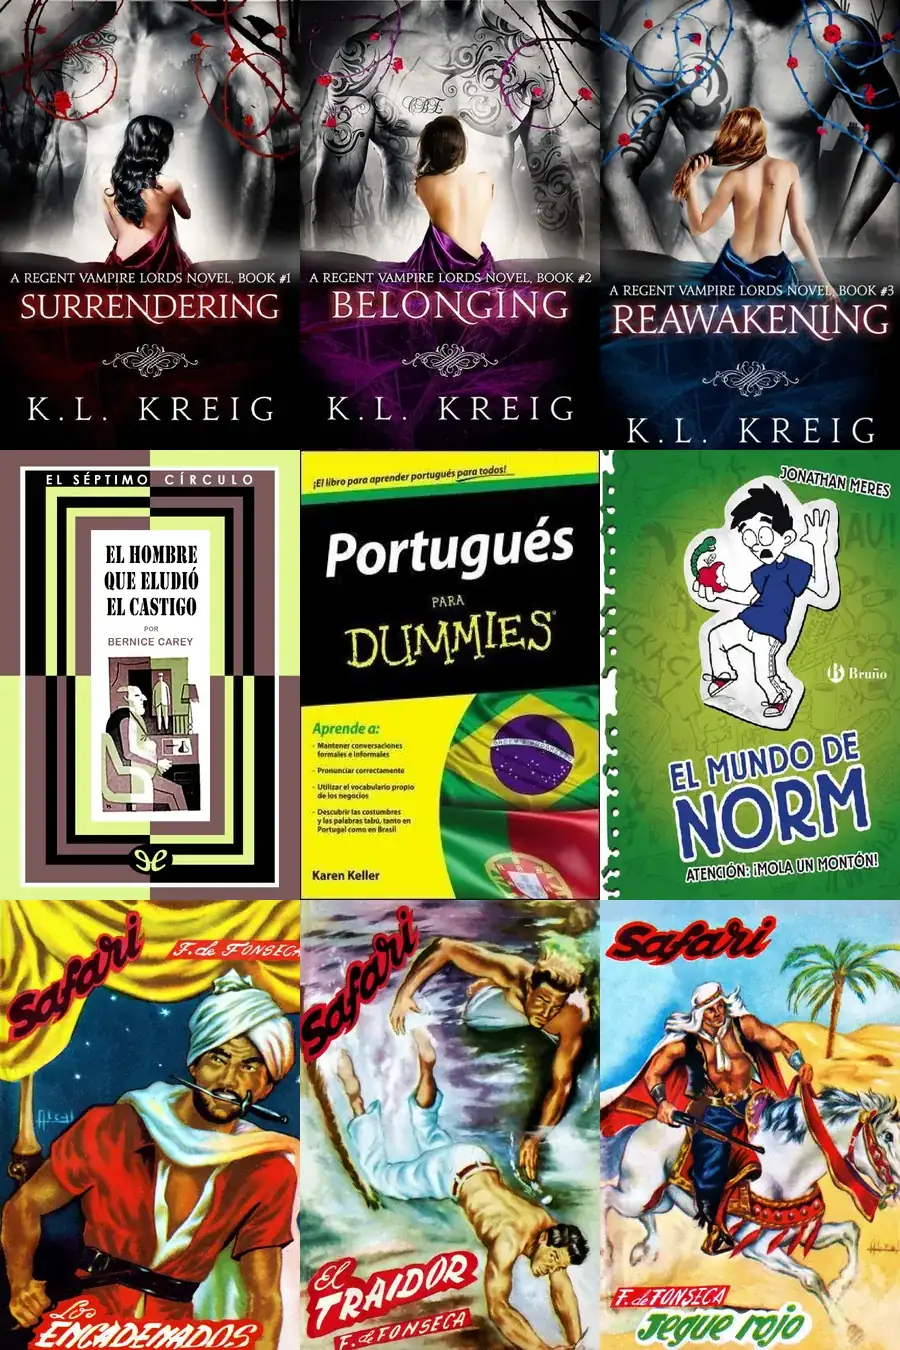 A REGENT VAMPIRE LORDS NOVEL, BOOK #1
SURRENDERING
K.L. KREIG
CBE
A REGENT VAMPIRE LORDS NOVEL, BOOK #2
BELONGING
K.L. KREIG
A REGENT VAMPIRE LORDS NOVEL, BOOK #3
REAWAKENING
K.L. KREIG
EL SÉPTIMO CÍRCULO
EL HOMBRE
QUE ELUDIÓ
EL CASTIGO
POR
BERNICE CAREY
¡El libro para aprender portugués para todos!
Portugués
PARA
DUMMIES
Aprende a:
· Mantener conversaciones
formales e informales
· Pronunciar correctamente
· Utilizar el vocabulario propio
de los negocios
· Descubrir las costumbres
y las palabras tabú, tanto en
Portugal como en Brasil
Karen Keller
JONATHAN MERES
Bruño
EL MUNDO DE
NORM
ATENCIÓN: ¡MOLA UN MONTÓN!
Safari
F. de FONSECA
Los
ENCADENADOS
Safari
El
TRAIDOR
F. de FONSECA
Safari
F. de FONSECA
Jeque rojo